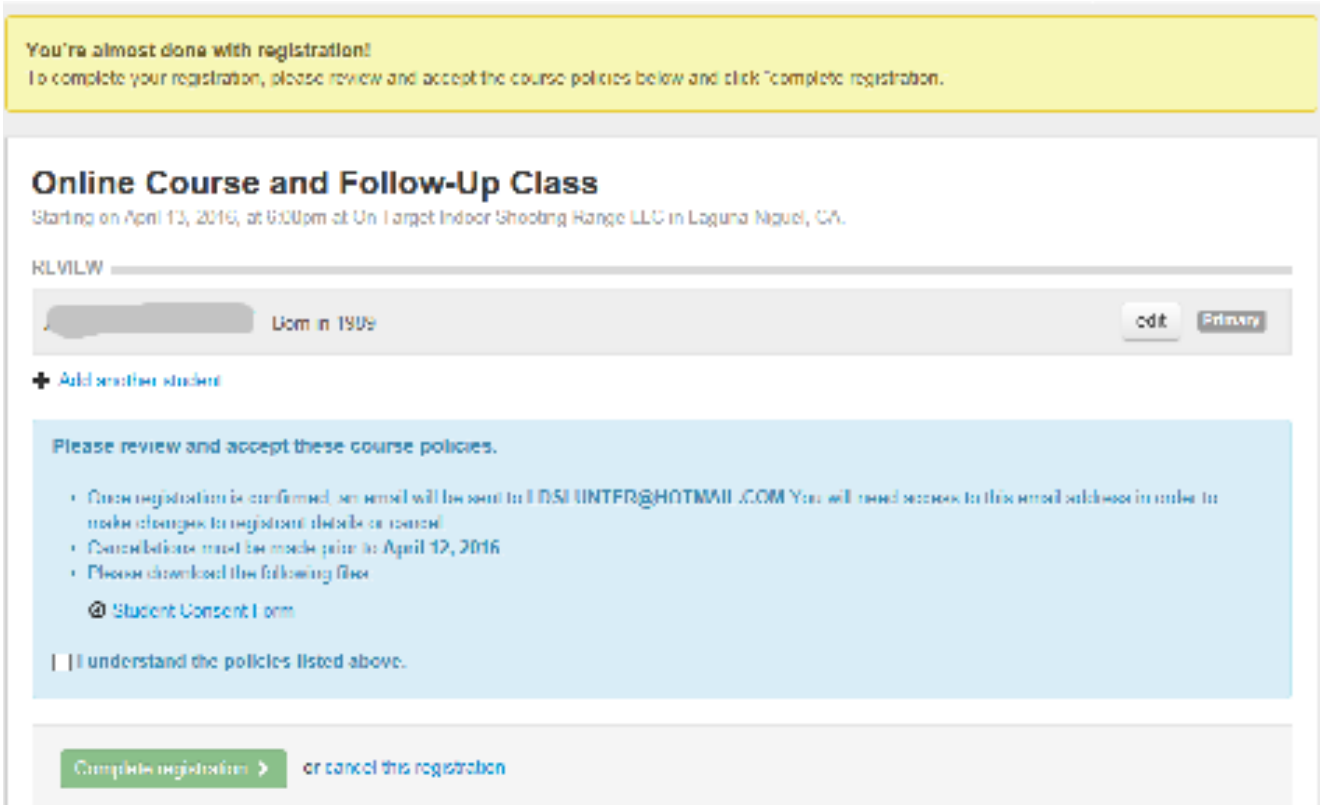 You're almost done with registration!
To complete your registration, please review and accept the course policies below and click "complete registration.
Online Course and Follow-Up Class
Starting on April 13, 2016, at 6:00pm at On Target Indoor Shooting Range LLC in Laguna Niguel, CA.
REVIEW
Born in 1989
edit
Primary
Add another student
Please review and accept these course policies.
• Once registration is confirmed, an email will be sent to You will need access to this email address in order to
make changes to registrant details or cancel
• Cancellations must be made prior to April 12, 2016
• Please download the following files
Student Consent Form
I understand the policies listed above.
Complete registration
or cancel this registration